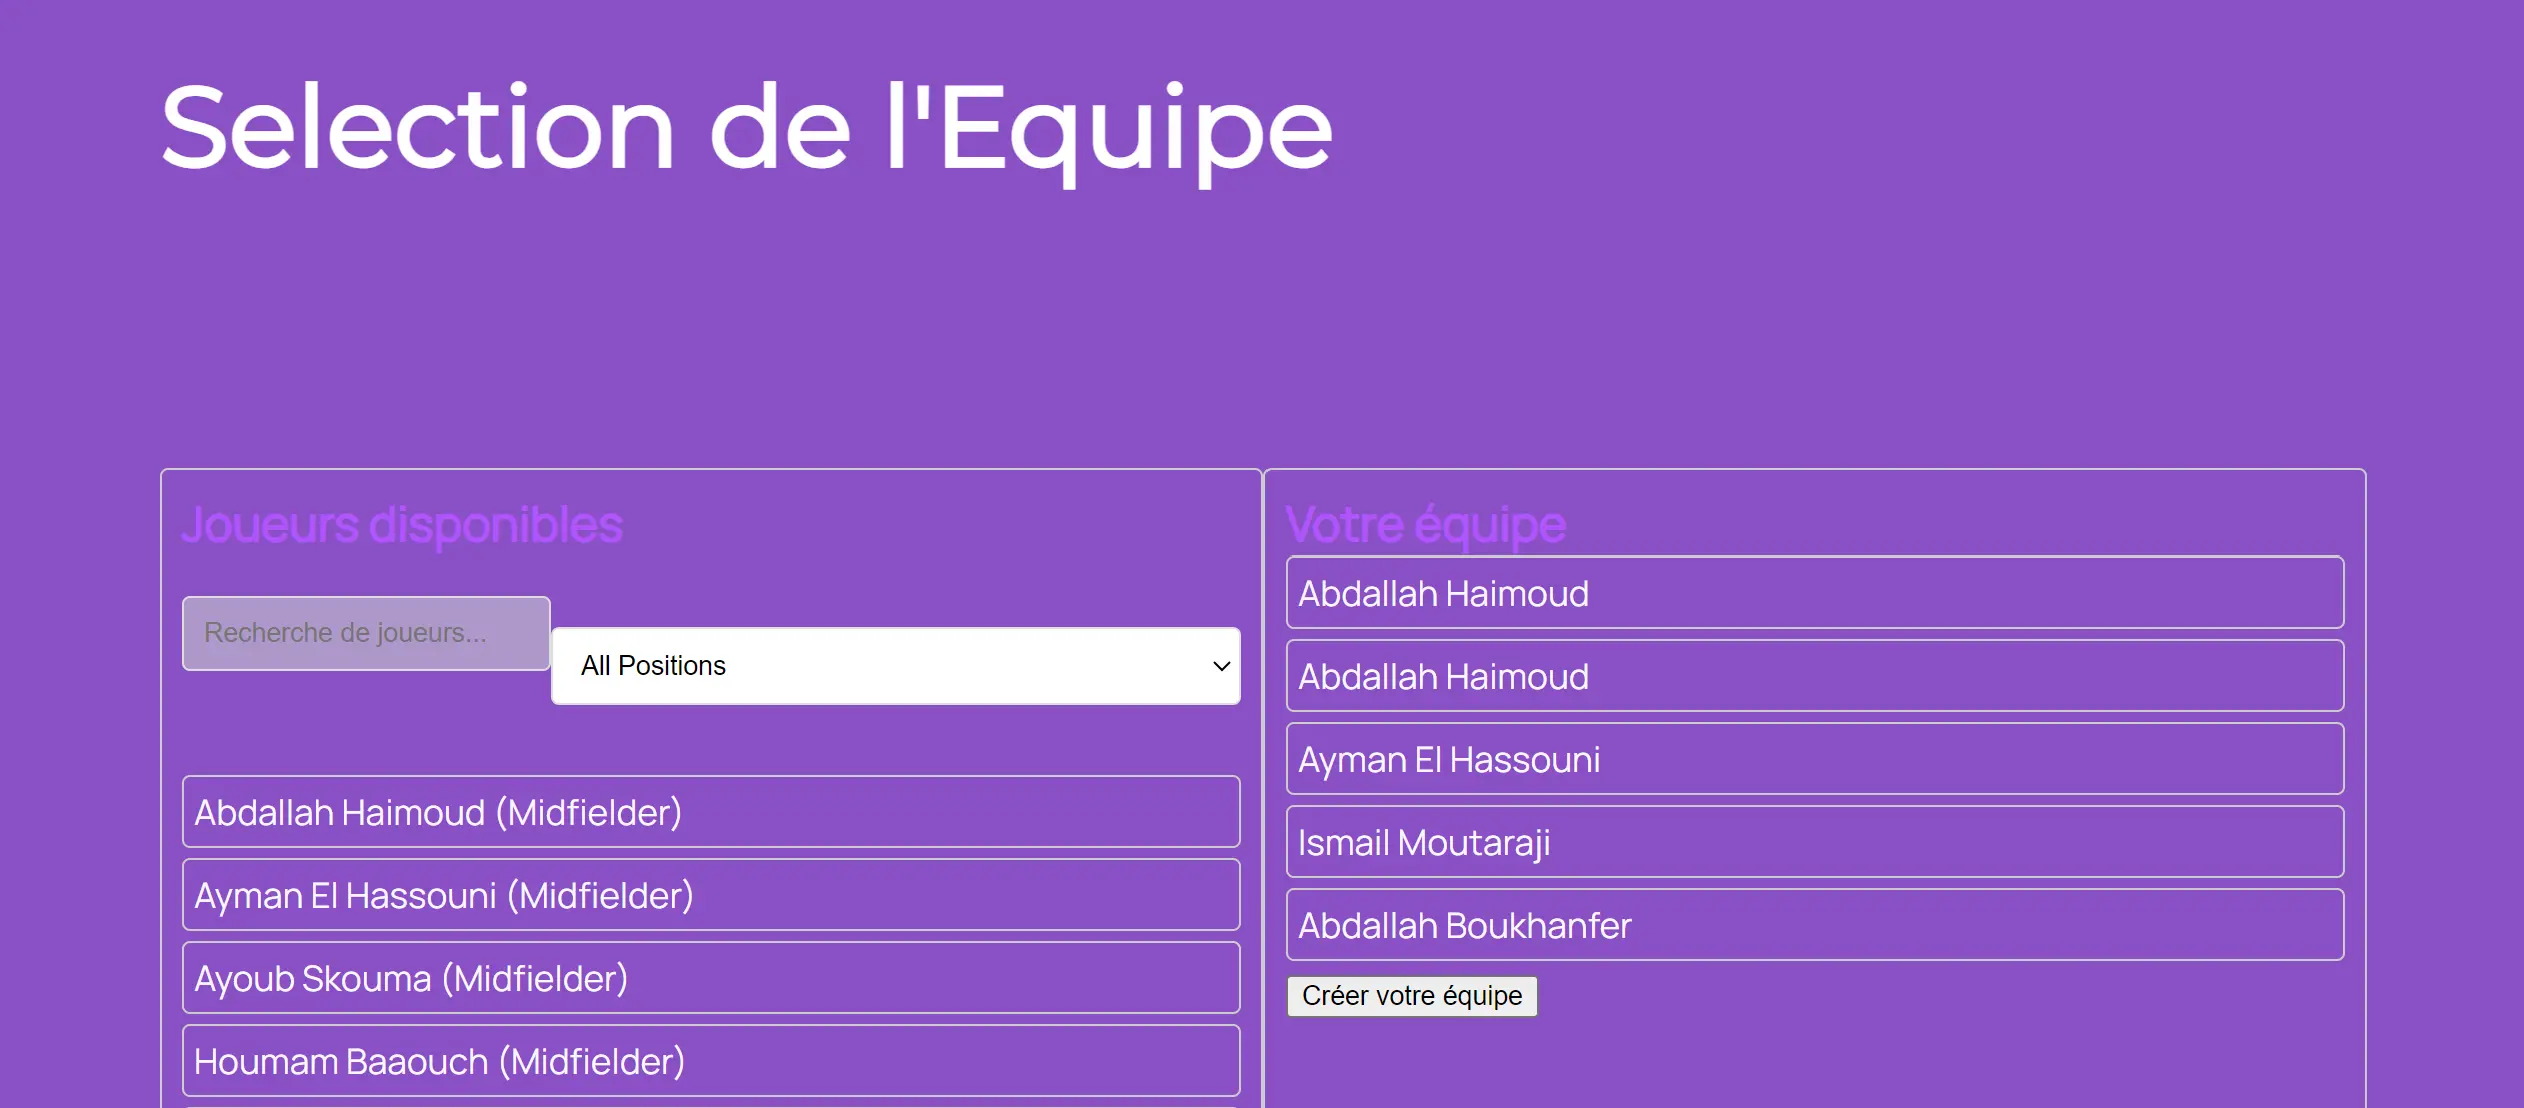 Selection de l'Equipe
Joueurs disponibles
Recherche de joueurs...
All Positions
Abdallah Haimoud (Midfielder)
Ayman El Hassouni (Midfielder)
Ayoub Skouma (Midfielder)
Houmam Baaouch (Midfielder)
Votre équipe
Abdallah Haimoud
Abdallah Haimoud
Ayman El Hassouni
Ismail Moutaraji
Abdallah Boukhanfer
Créer votre équipe